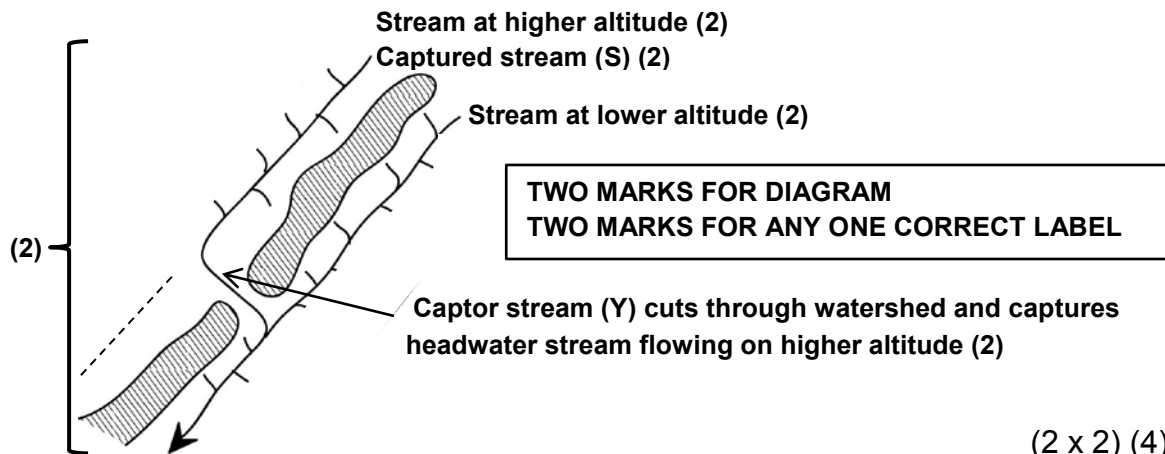 Stream at higher altitude (2)
Captured stream (S) (2)
Stream at lower altitude (2)
TWO MARKS FOR DIAGRAM
TWO MARKS FOR ANY ONE CORRECT LABEL
(2)
Captor stream (Y) cuts through watershed and captures
headwater stream flowing on higher altitude (2)
(2 x 2) (4)